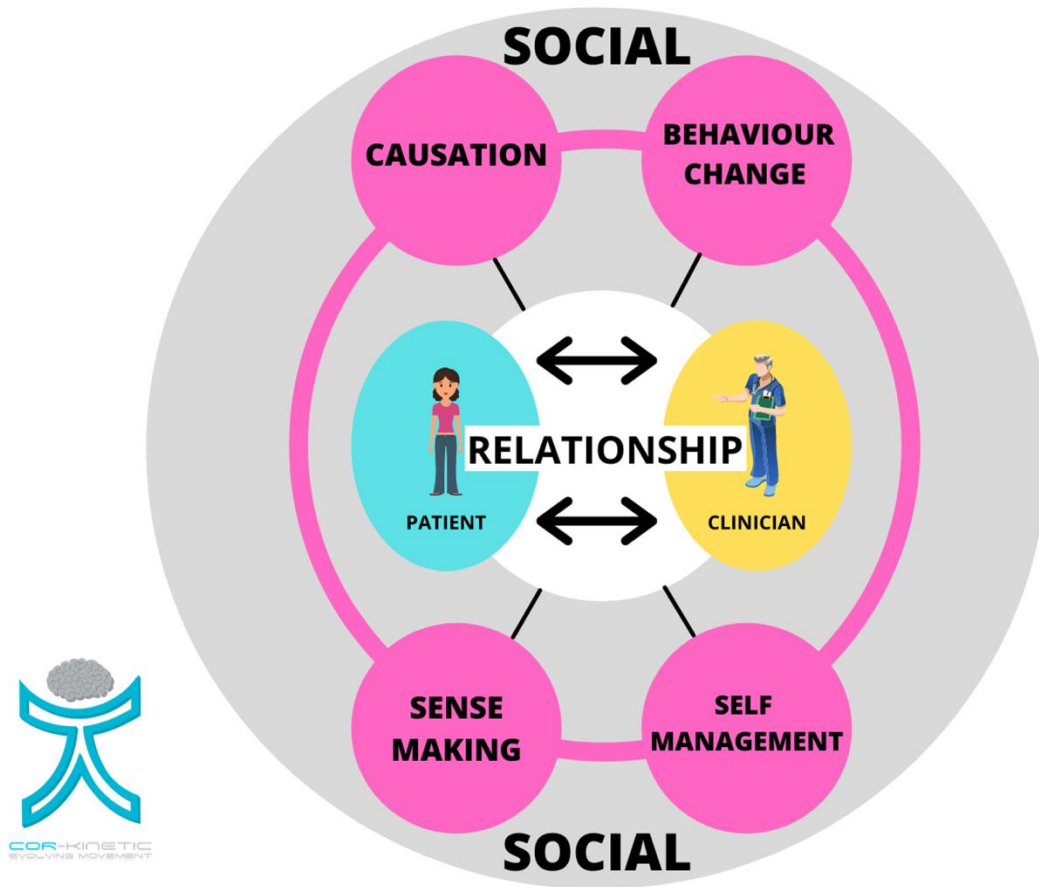 SOCIAL
CAUSATION
BEHAVIOUR
CHANGE
RELATIONSHIP
PATIENT
CLINICIAN
SENSE
MAKING
SELF
MANAGEMENT
SOCIAL
COR-KINETIC
EVOLVING MOVEMENT